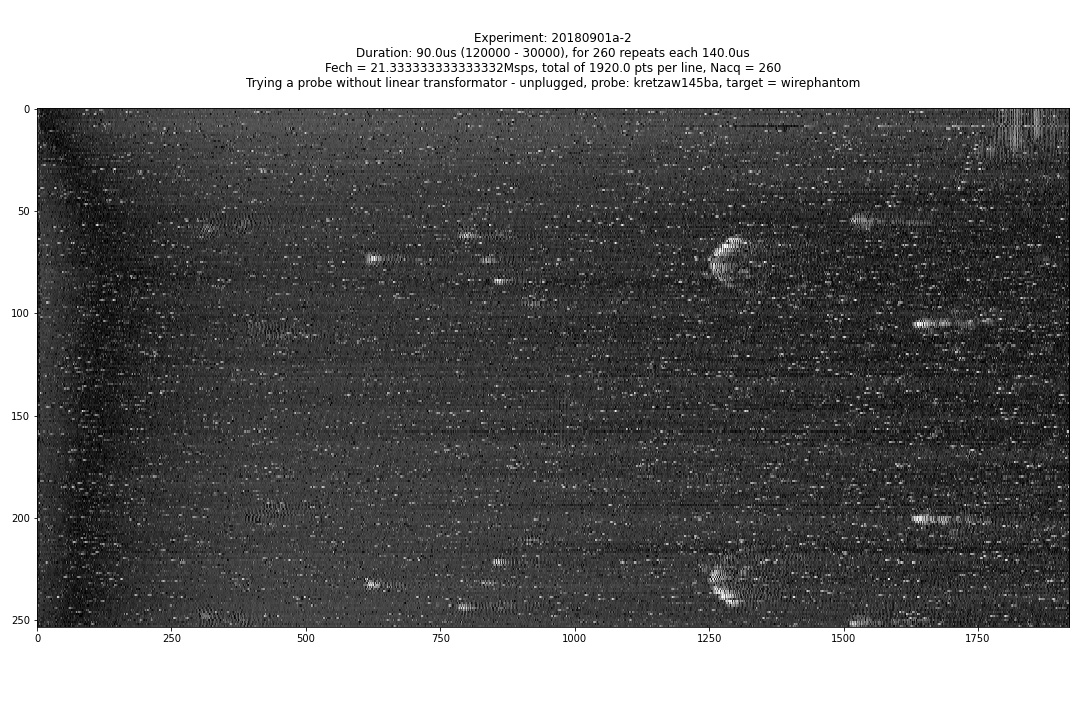 Experiment: 20180901a-2
Duration: 90.0us (120000 - 30000), for 260 repeats each 140.0us
Fech = 21.333333333333332Msps, total of 1920.0 pts per line, Nacq = 260
Trying a probe without linear transformator - unplugged, probe: kretzaw145ba, target = wirephantom
0
50
100
150
200
250
0 250 500 750 1000 1250 1500 1750